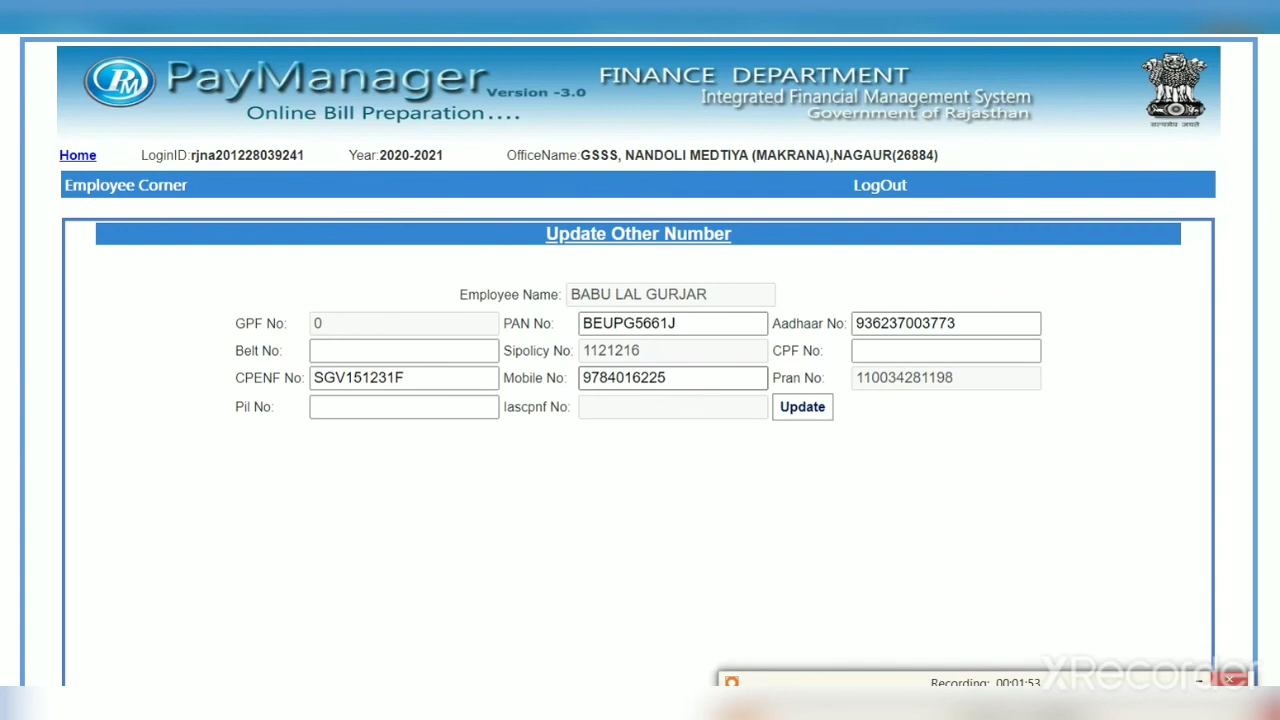 PayManager Version -3.0
Online Bill Preparation....
FINANCE DEPARTMENT
Integrated Financial Management System
Government of Rajasthan
सत्यमेव जयते
Home LoginID:rjna201228039241 Year:2020-2021 OfficeName:GSSS, NANDOLI MEDTIYA (MAKRANA),NAGAUR(26884)
Employee Corner LogOut
Update Other Number
Employee Name: BABU LAL GURJAR
GPF No: 0 PAN No: BEUPG5661J Aadhaar No: 936237003773
Belt No: Sipolicy No: 1121216 CPF No:
CPENF No: SGV151231F Mobile No: 9784016225 Pran No: 110034281198
Pil No: Iascpnf No: Update
Recording: 00:01:53
XRecorder